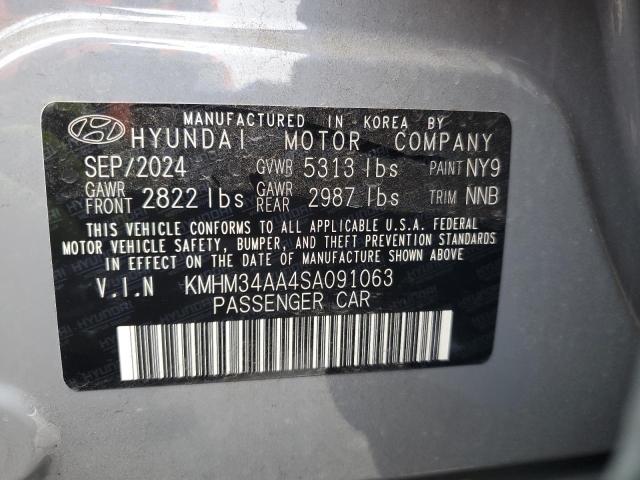 MANUFACTURED IN KOREA BY
HYUNDAI MOTOR COMPANY
SEP/2024 GVWR 5313 lbs PAINT NY9
GAWR FRONT 2822 lbs GAWR REAR 2987 lbs TRIM NNB
THIS VEHICLE CONFORMS TO ALL APPLICABLE U.S.A. FEDERAL
MOTOR VEHICLE SAFETY, BUMPER, AND THEFT PREVENTION STANDARDS
IN EFFECT ON THE DATE OF MANUFACTURE SHOWN ABOVE.
V.I.N KMHM34AA4SA091063
PASSENGER CAR